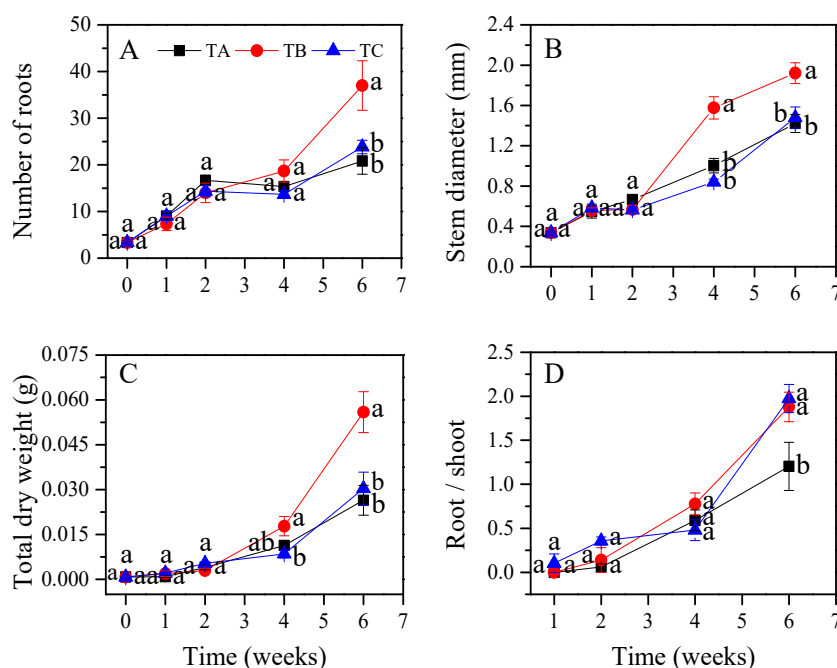 A
TA TB TC
Number of roots
50
40
30
20
10
0
0 1 2 3 4 5 6 7
a a a a a a a a a a a a a b b
B
Stem diameter (mm)
2.4
2.0
1.6
1.2
0.8
0.4
0.0
0 1 2 3 4 5 6 7
a a a a a a a a a a b b a b b
C
Total dry weight (g)
0.075
0.060
0.045
0.030
0.015
0.000
0 1 2 3 4 5 6 7
Time (weeks)
a a a a a a a a a ab a b a b b
D
Root / shoot
2.5
2.0
1.5
1.0
0.5
0.0
1 2 3 4 5 6 7
Time (weeks)
a a a a a a a a a a a b